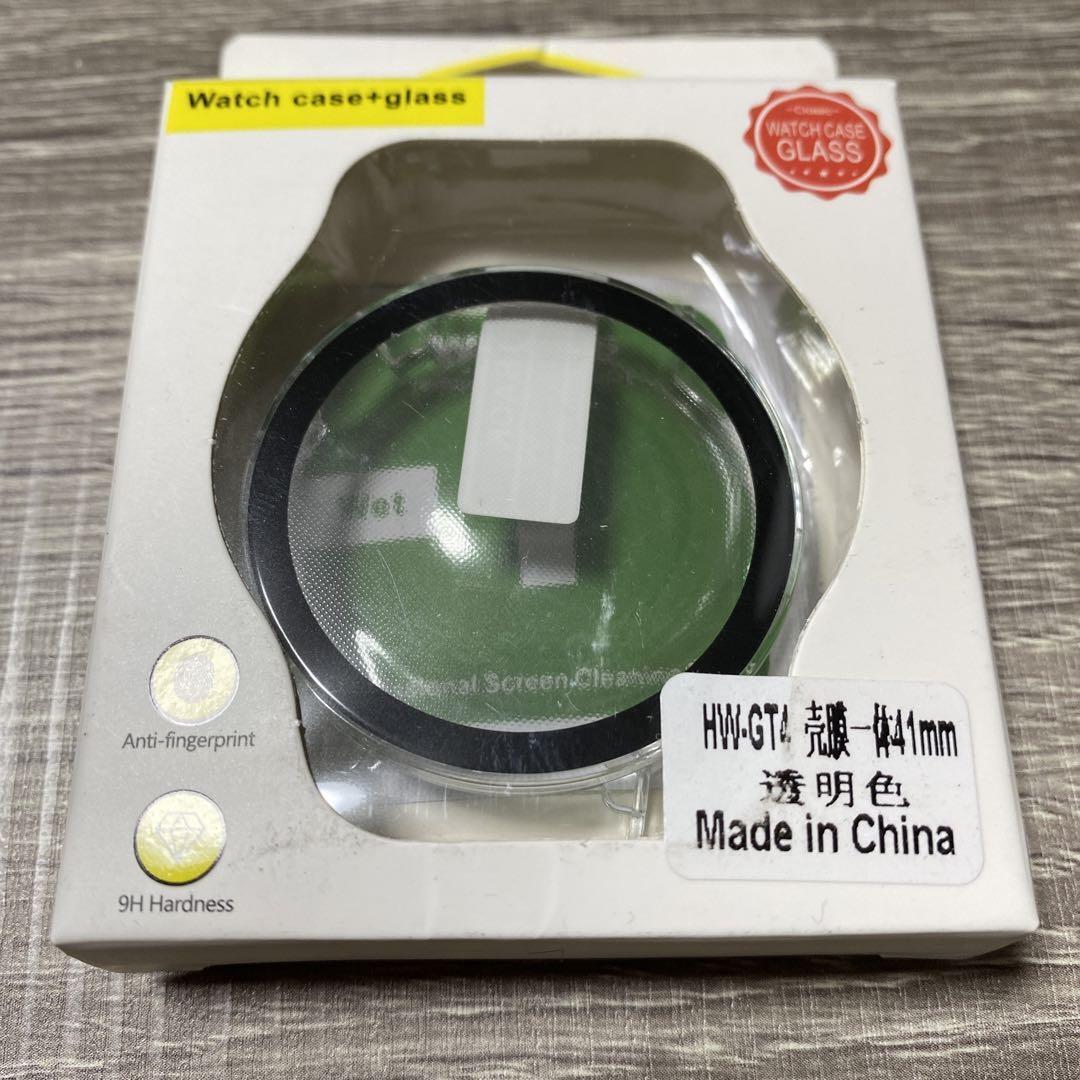 Watch case+glass
Classic
WATCH CASE
GLASS
Wet
Screen Cleaning
Anti-fingerprint
9H Hardness
HW-GT4 壳膜一体41mm
透明色
Made in China